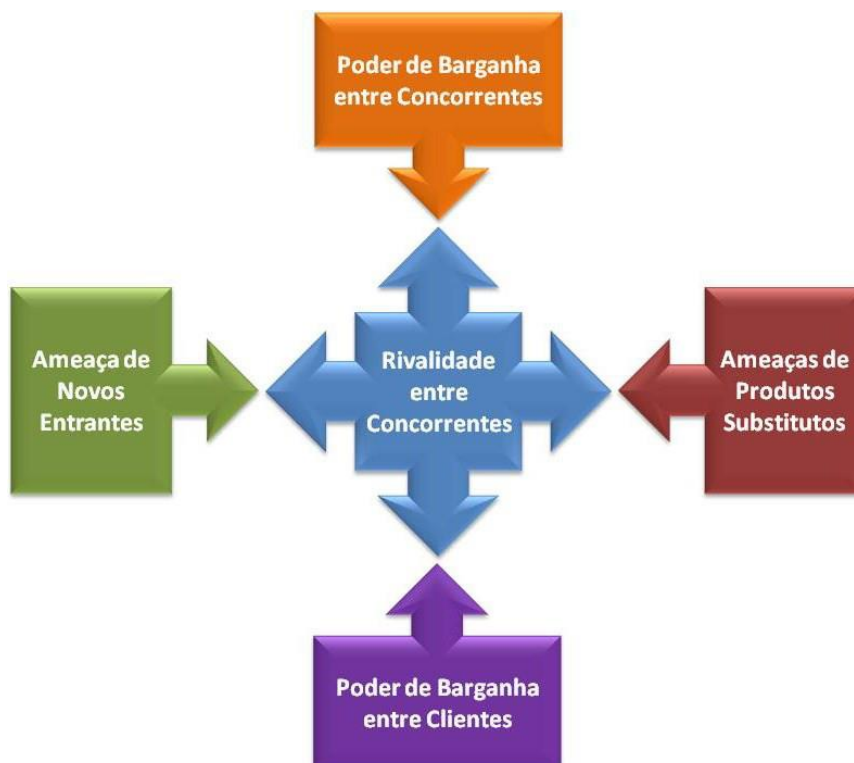 Poder de Barganha
entre Concorrentes
Ameaça de
Novos
Entrantes
Rivalidade
entre
Concorrentes
Ameaças de
Produtos
Substitutos
Poder de Barganha
entre Clientes